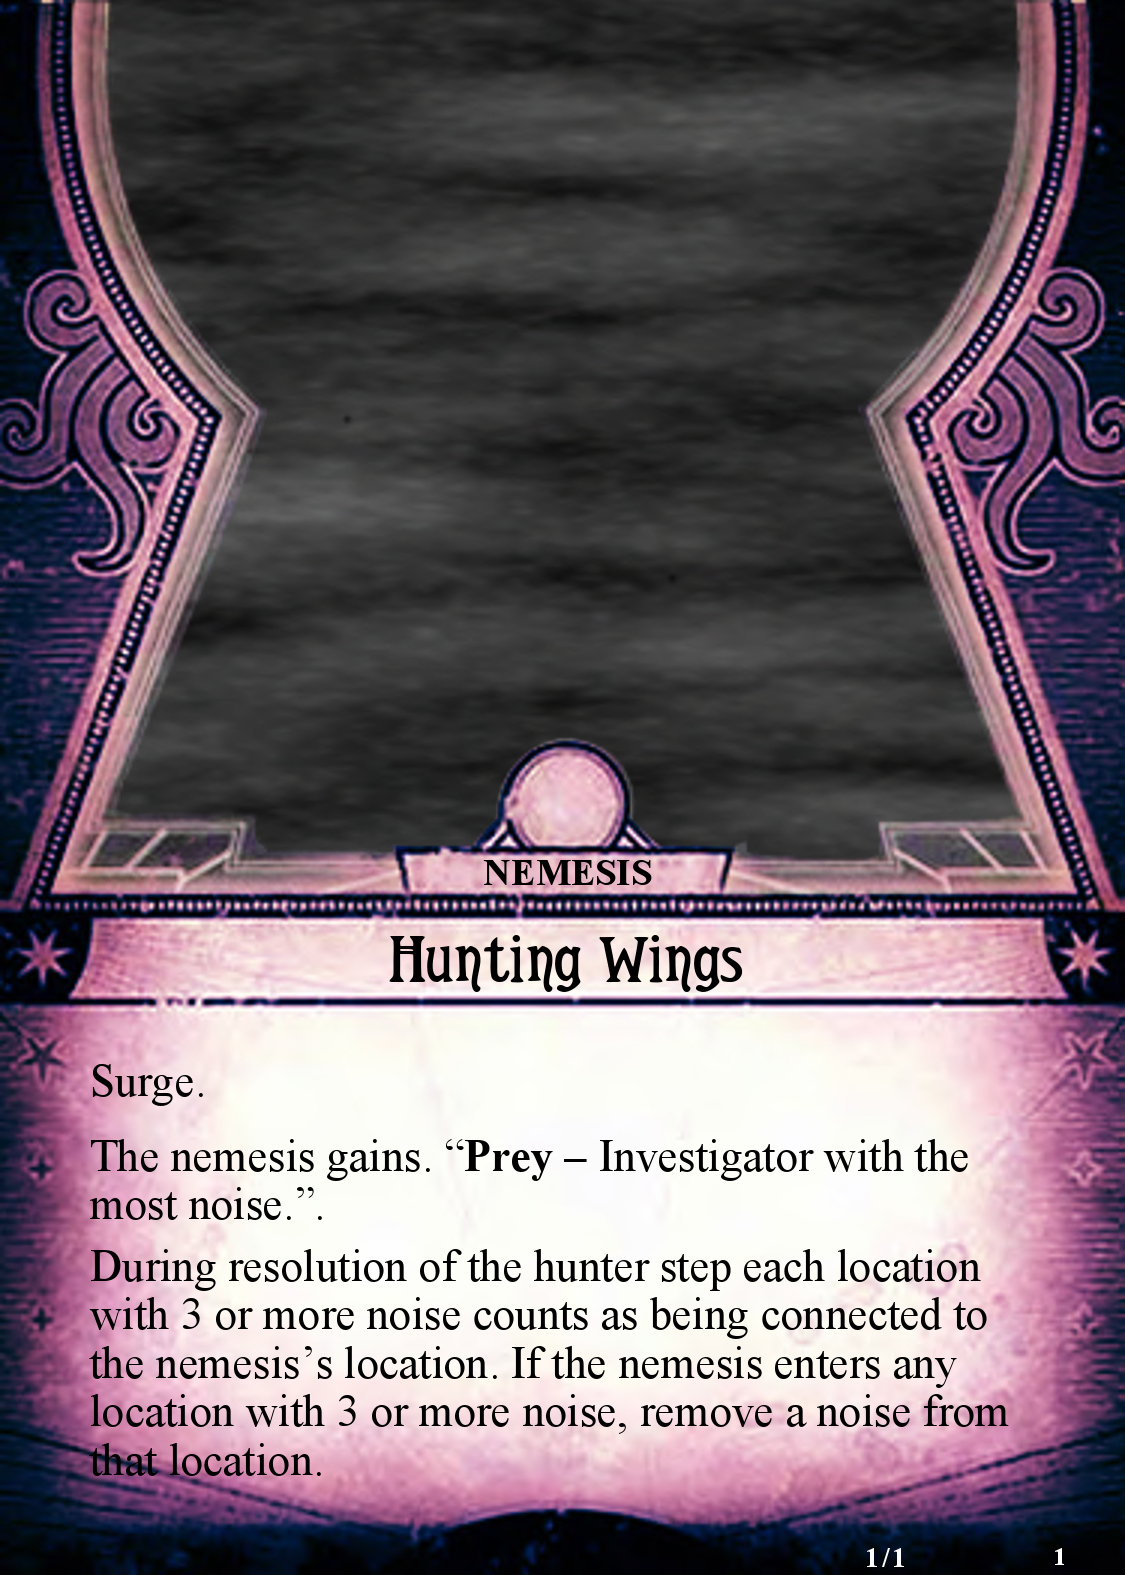 NEMESIS
Hunting Wings
Surge.
The nemesis gains. “Prey – Investigator with the
most noise.”.
During resolution of the hunter step each location
with 3 or more noise counts as being connected to
the nemesis’s location. If the nemesis enters any
location with 3 or more noise, remove a noise from
that location.
1/1 1